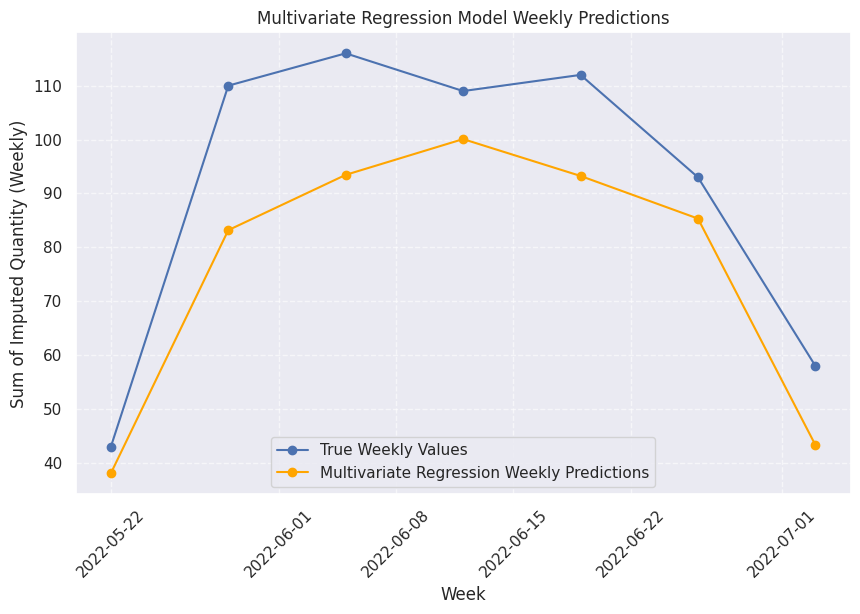 Multivariate Regression Model Weekly Predictions
Sum of Imputed Quantity (Weekly)
110
100
90
80
70
60
50
40
True Weekly Values
Multivariate Regression Weekly Predictions
2022-05-22
2022-06-01
2022-06-08
2022-06-15
2022-06-22
2022-07-01
Week